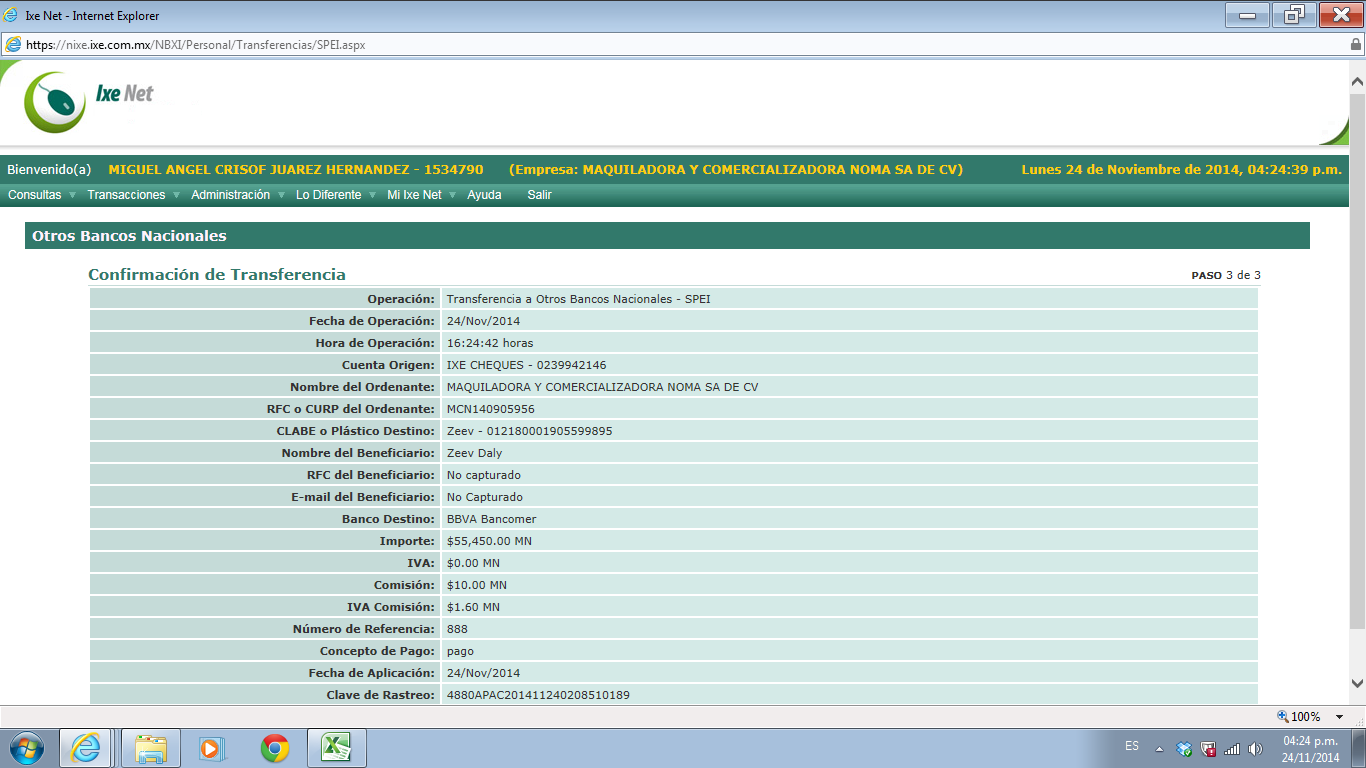 Ixe Net - Internet Explorer
https://nixe.ixe.com.mx/NBXI/Personal/Transferencias/SPEI.aspx
Ixe Net
Bienvenido(a) MIGUEL ANGEL CRISOF JUAREZ HERNANDEZ - 1534790 (Empresa: MAQUILADORA Y COMERCIALIZADORA NOMA SA DE CV) Lunes 24 de Noviembre de 2014, 04:24:39 p.m.
Consultas Transacciones Administración Lo Diferente Mi Ixe Net Ayuda Salir
Otros Bancos Nacionales
Confirmación de Transferencia PASO 3 de 3
Operación: Transferencia a Otros Bancos Nacionales - SPEI
Fecha de Operación: 24/Nov/2014
Hora de Operación: 16:24:42 horas
Cuenta Origen: IXE CHEQUES - 0239942146
Nombre del Ordenante: MAQUILADORA Y COMERCIALIZADORA NOMA SA DE CV
RFC o CURP del Ordenante: MCN140905956
CLABE o Plástico Destino: Zeev - 012180001905599895
Nombre del Beneficiario: Zeev Daly
RFC del Beneficiario: No capturado
E-mail del Beneficiario: No Capturado
Banco Destino: BBVA Bancomer
Importe: $55,450.00 MN
IVA: $0.00 MN
Comisión: $10.00 MN
IVA Comisión: $1.60 MN
Número de Referencia: 888
Concepto de Pago: pago
Fecha de Aplicación: 24/Nov/2014
Clave de Rastreo: 4880APAC201411240208510189
100%
ES 04:24 p.m.
24/11/2014